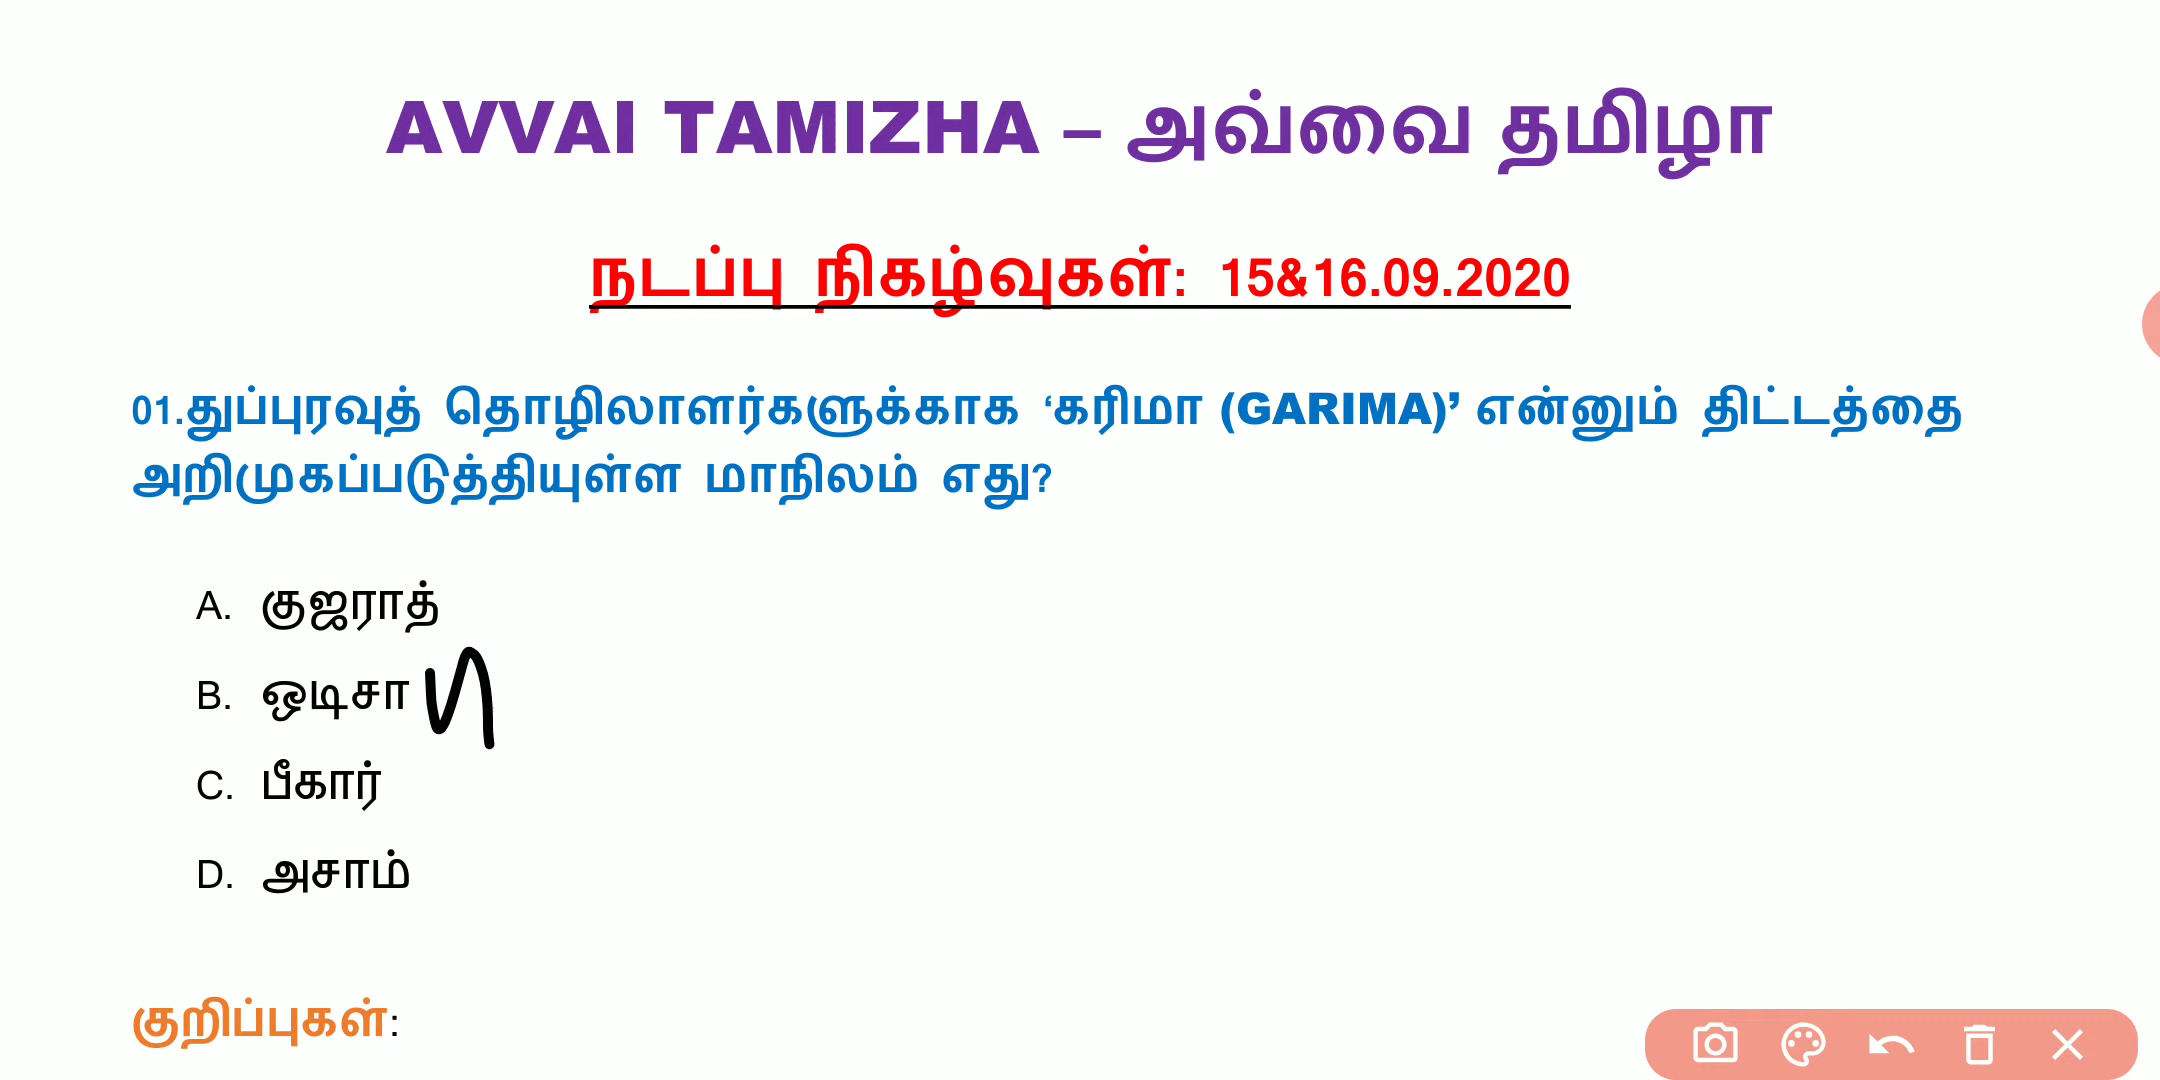 AVVAI TAMIZHA – அவ்வை தமிழா
நடப்பு நிகழ்வுகள்: 15&16.09.2020
01.துப்புரவுத் தொழிலாளர்களுக்காக ‘கரிமா (GARIMA)’ என்னும் திட்டத்தை
அறிமுகப்படுத்தியுள்ள மாநிலம் எது?
A. குஜராத்
B. ஒடிசா
C. பீகார்
D. அசாம்
குறிப்புகள்: